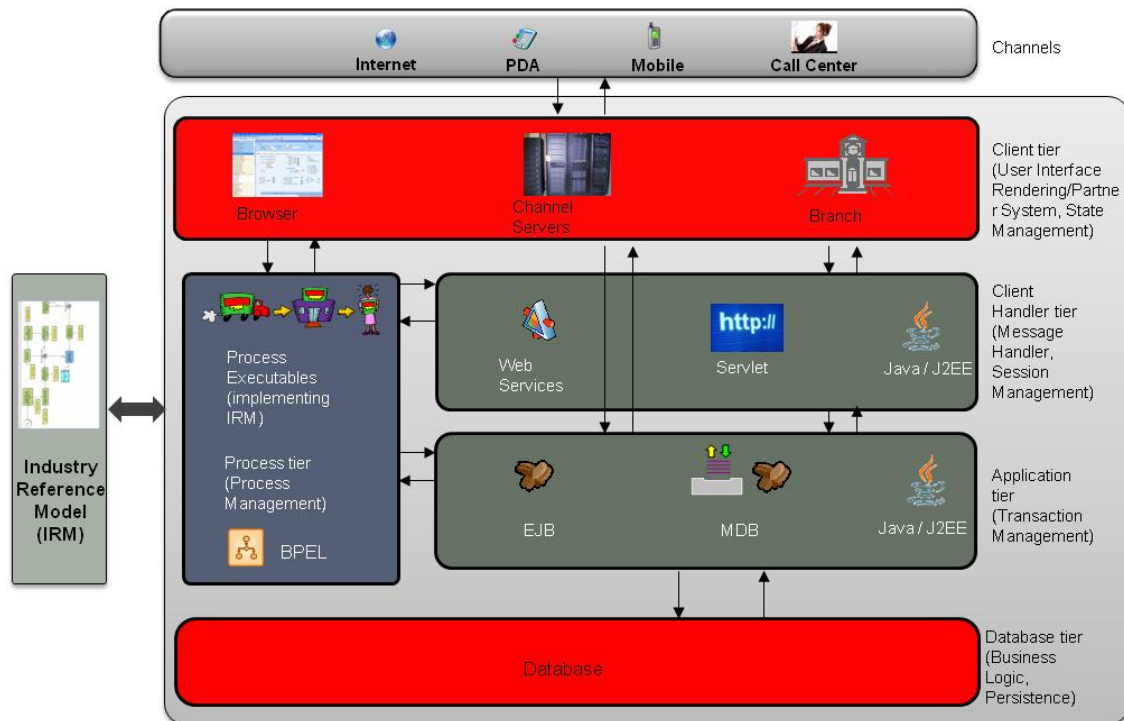 Internet
PDA
Mobile
Call Center
Channels
Browser
Channel
Servers
Branch
Client tier
(User Interface
Rendering/Partne
r System, State
Management)
Industry
Reference
Model
(IRM)
Process
Executables
(implementing
IRM)
Process tier
(Process
Management)
BPEL
Web
Services
http://
Servlet
Java / J2EE
Client
Handler tier
(Message
Handler,
Session
Management)
EJB
MDB
Java / J2EE
Application
tier
(Transaction
Management)
Database
Database tier
(Business
Logic,
Persistence)